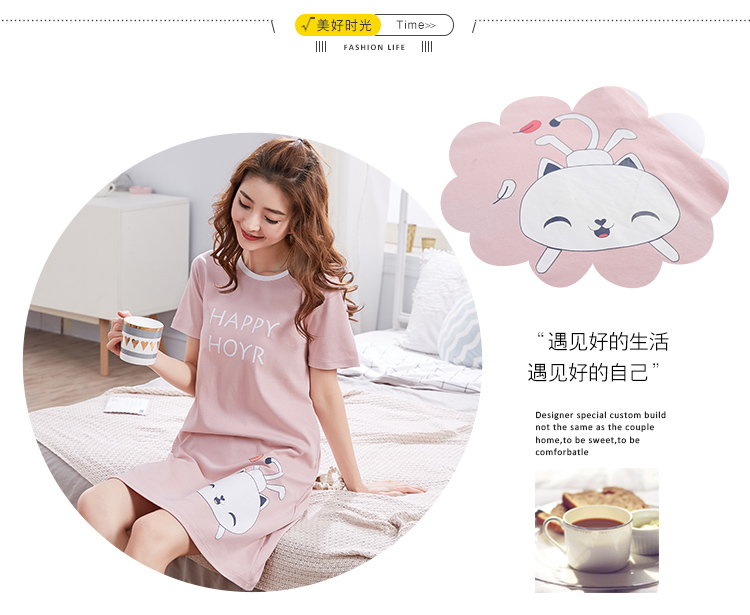 √美好时光 Time>>
FASHION LIFE
HAPPY
HOYR
“遇见好的生活
遇见好的自己”
Designer special custom build
not the same as the couple
home,to be sweet,to be
comforbatle